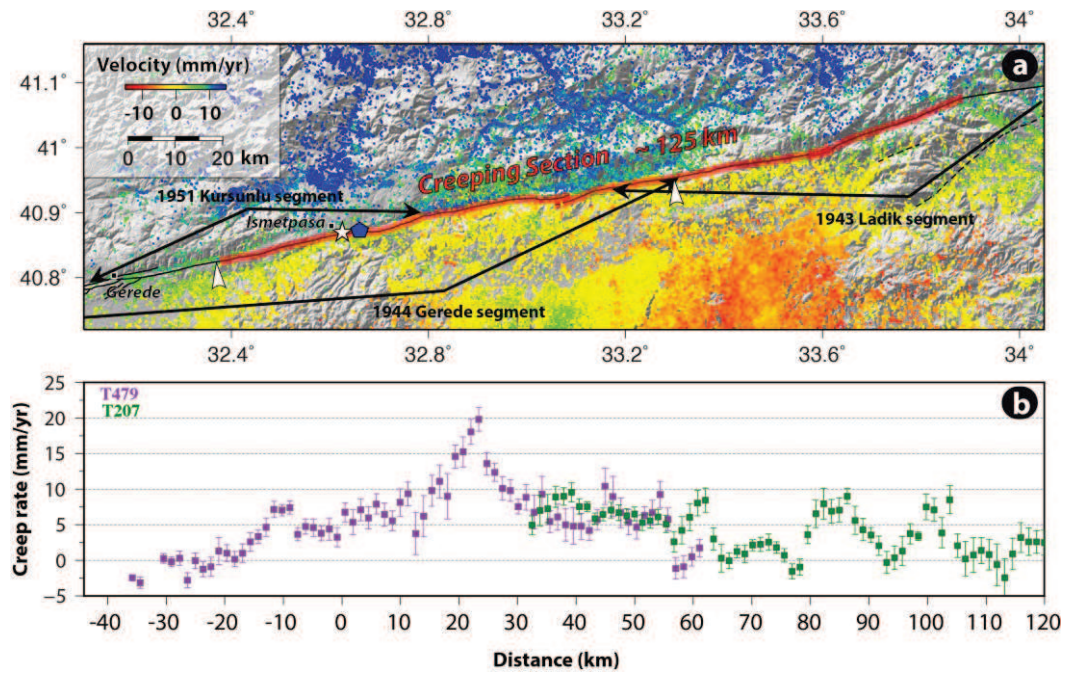 32.4° 32.8° 33.2° 33.6° 34°
a
41.1°
41°
40.9°
40.8°
Velocity (mm/yr)
-10 0 10
0 10 20 km
Creeping Section ~ 125 km
1951 Kursunlu segment
Ismetpasa
1943 Ladik segment
Gerede
1944 Gerede segment
32.4° 32.8° 33.2° 33.6° 34°
b
T479
T207
Creep rate (mm/yr)
25
20
15
10
5
0
−5
-40 -30 -20 -10 0 10 20 30 40 50 60 70 80 90 100 110 120
Distance (km)